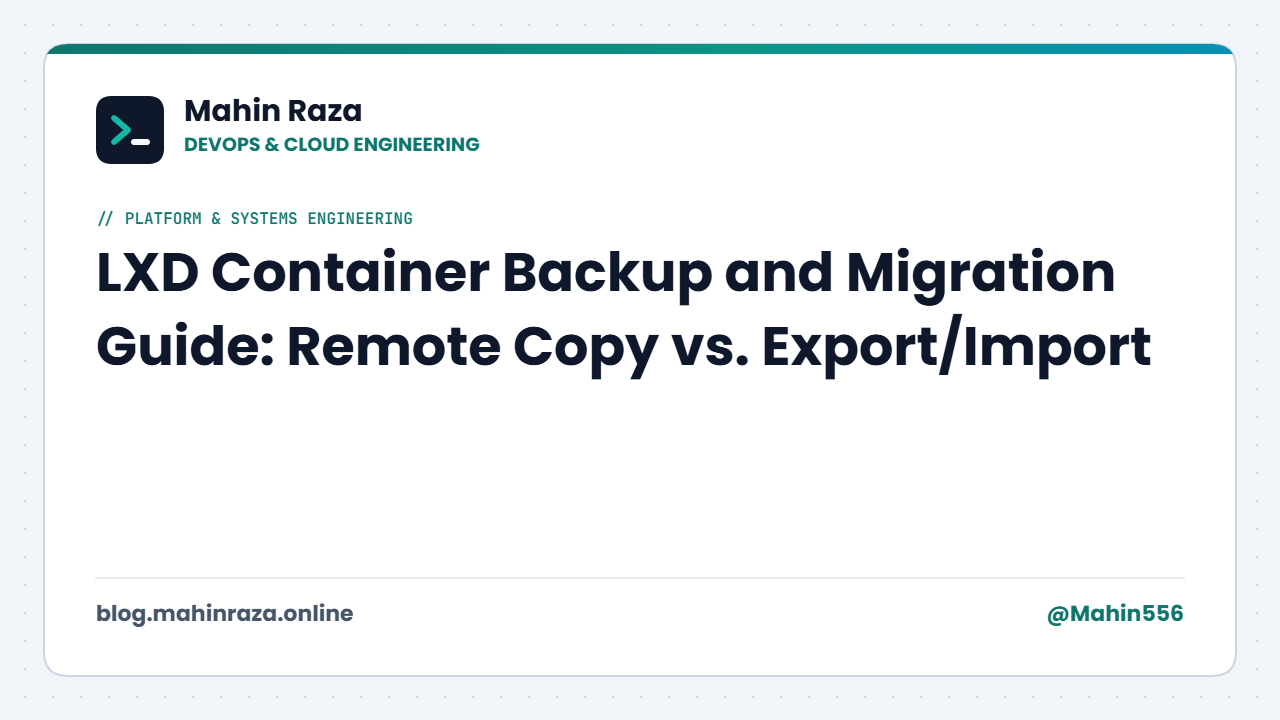 Mahin Raza
DEVOPS & CLOUD ENGINEERING
// PLATFORM & SYSTEMS ENGINEERING
LXD Container Backup and Migration
Guide: Remote Copy vs. Export/Import
blog.mahinraza.online
@Mahin556